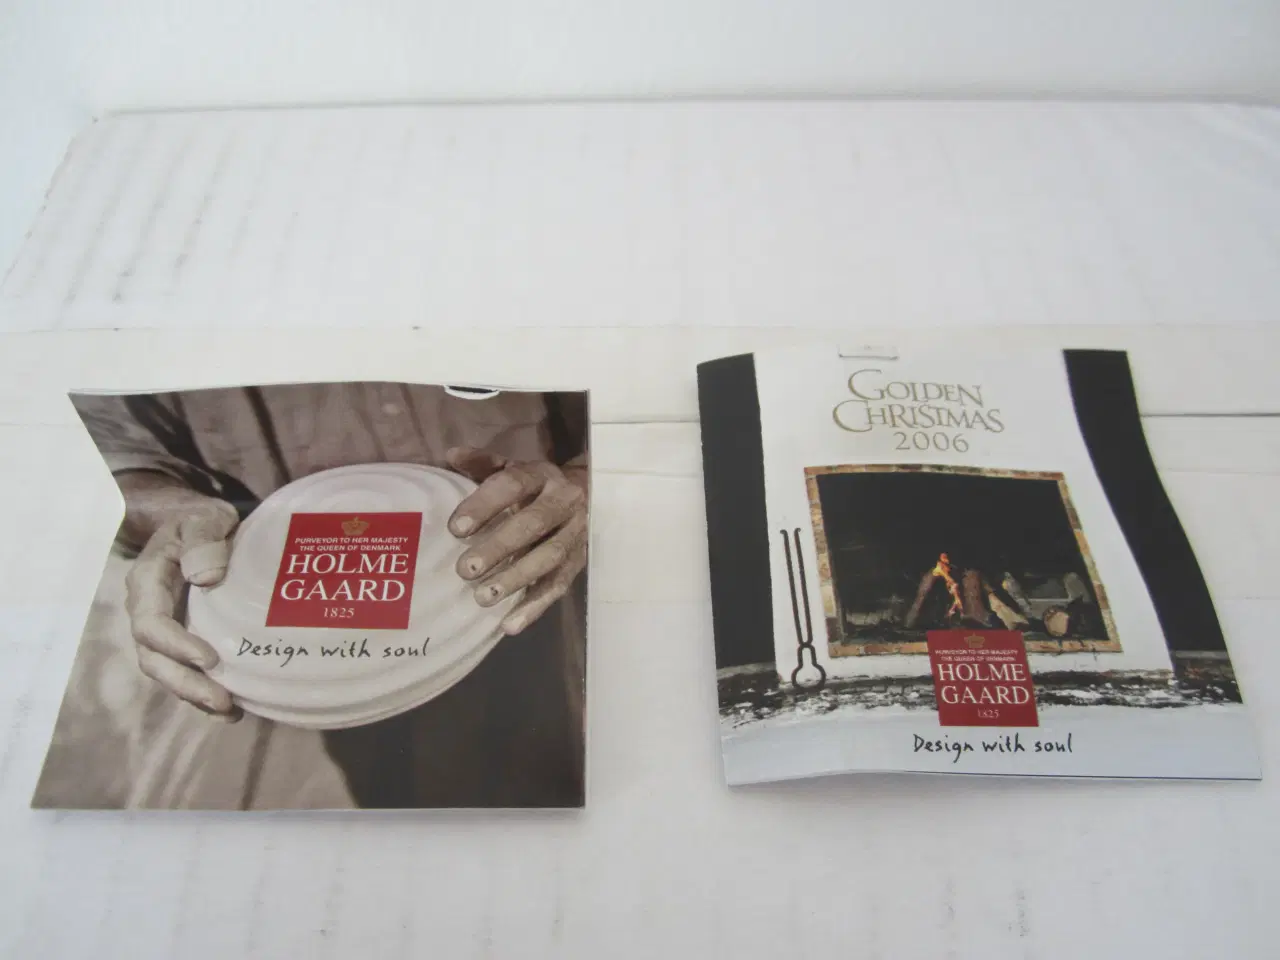 PURVEYOR TO HER MAJESTY
THE QUEEN OF DENMARK
HOLME
GAARD
1825
Design with soul
GOLDEN
CHRISTMAS
2006
PURVEYOR TO HER MAJESTY
THE QUEEN OF DENMARK
HOLME
GAARD
1825
Design with soul